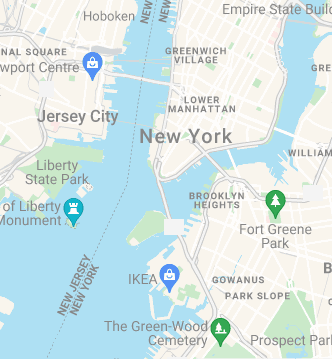 NEW
NEW YO
Hoboken
Empire State Buil
NAL SQUARE
wport Centre
GREENWICH
VILLAGE
LOWER
MANHATTAN
Jersey City
New York
WILLIAM
Liberty
State Park
of Liberty
Monument
BROOKLYN
HEIGHTS
Fort Greene
Park
NEW JERSEY
NEW YORK
IKEA
GOWANUS
B
PARK SLOPE
The Green-Wood
Cemetery
Prospect Park